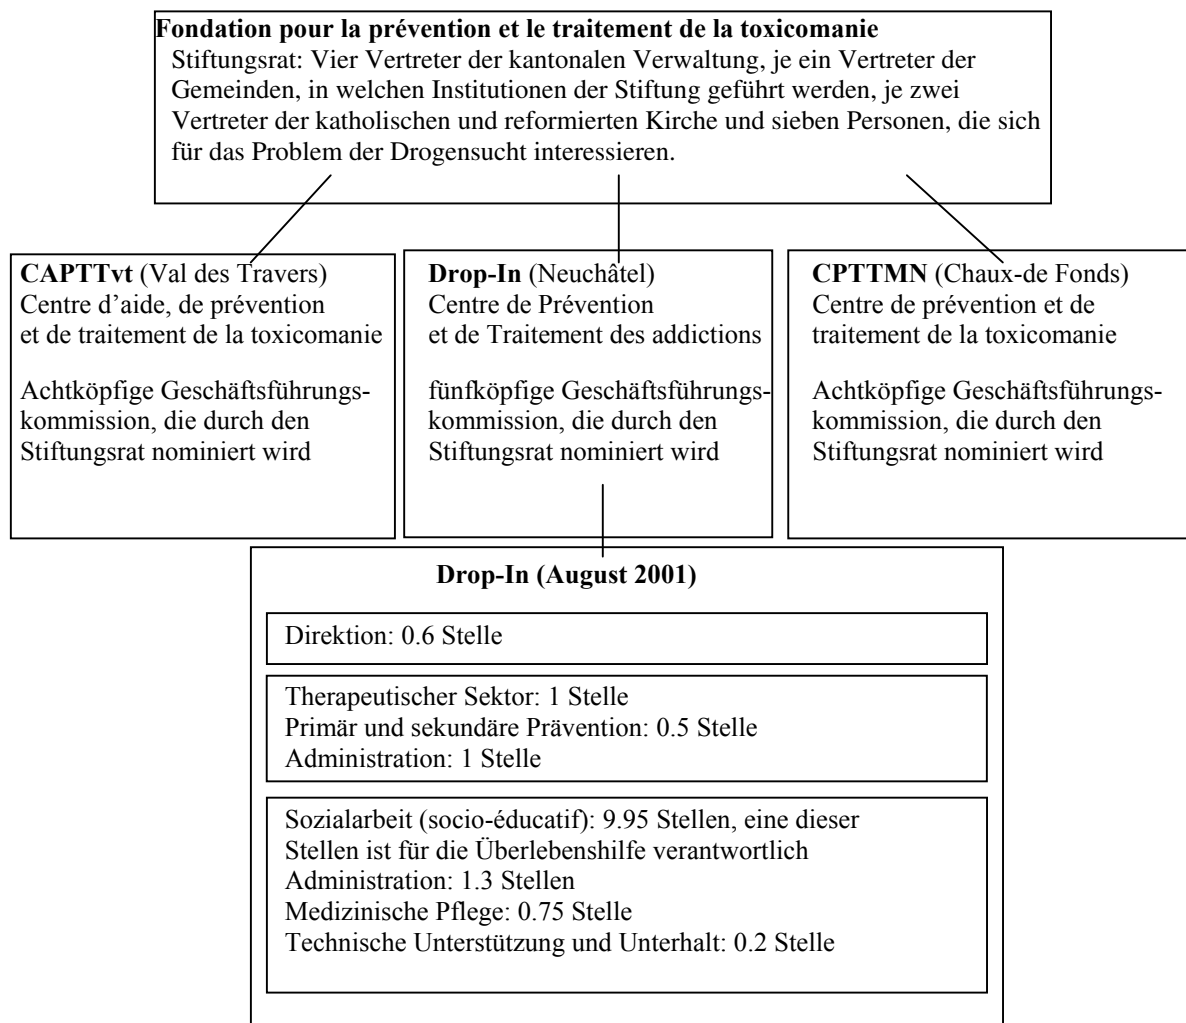 Fondation pour la prévention et le traitement de la toxicomanie
Stiftungsrat: Vier Vertreter der kantonalen Verwaltung, je ein Vertreter der
Gemeinden, in welchen Institutionen der Stiftung geführt werden, je zwei
Vertreter der katholischen und reformierten Kirche und sieben Personen, die sich
für das Problem der Drogensucht interessieren.
CAPTTvt (Val des Travers)
Centre d'aide, de prévention
et de traitement de la toxicomanie
Achtköpfige Geschäftsführungs-
kommission, die durch den
Stiftungsrat nominiert wird
Drop-In (Neuchâtel)
Centre de Prévention
et de Traitement des addictions
fünfköpfige Geschäftsführungs-
kommission, die durch den
Stiftungsrat nominiert wird
CPTTMN (Chaux-de Fonds)
Centre de prévention et de
traitement de la toxicomanie
Achtköpfige Geschäftsführungs-
kommission, die durch den
Stiftungsrat nominiert wird
Drop-In (August 2001)
Direktion: 0.6 Stelle
Therapeutischer Sektor: 1 Stelle
Primär und sekundäre Prävention: 0.5 Stelle
Administration: 1 Stelle
Sozialarbeit (socio-éducatif): 9.95 Stellen, eine dieser
Stellen ist für die Überlebenshilfe verantwortlich
Administration: 1.3 Stellen
Medizinische Pflege: 0.75 Stelle
Technische Unterstützung und Unterhalt: 0.2 Stelle